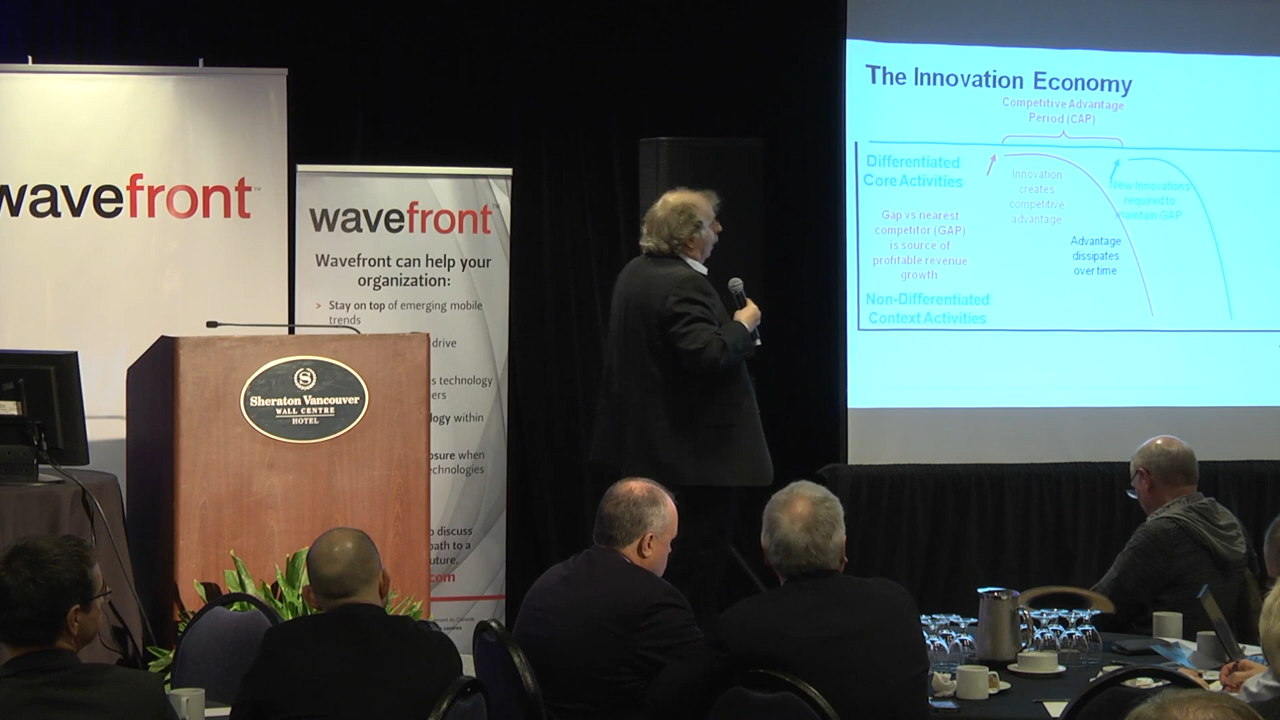 wavefront
wavefront
Wavefront can help your
organization:
> Stay on top of emerging mobile
trends
drive
s technology
ers
logy within
osure when
echnologies
o discuss
path to a
uture.
com
S
Sheraton Vancouver
WALL CENTRE
HOTEL
The Innovation Economy
Competitive Advantage
Period (CAP)
Differentiated
Core Activities
Innovation
creates
competitive
advantage
New Innovations
required to
maintain GAP
Gap vs nearest
competitor (GAP)
is source of
profitable revenue
growth
Advantage
dissipates
over time
Non-Differentiated
Context Activities